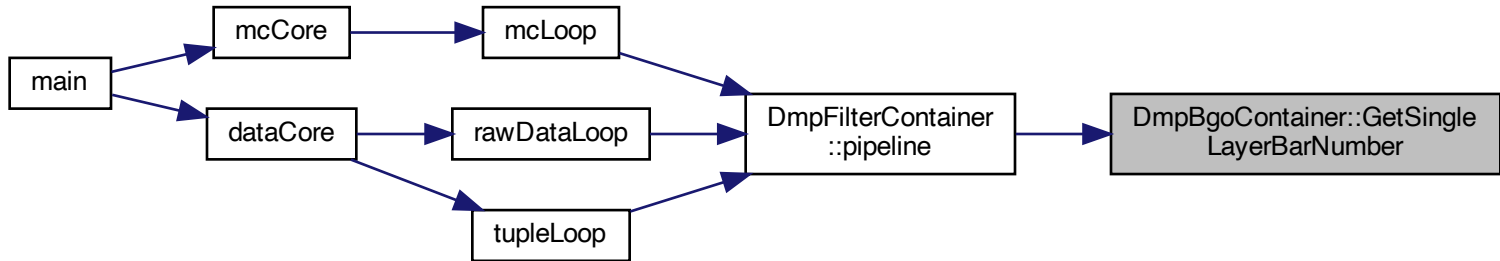 main
mcCore
dataCore
mcLoop
rawDataLoop
tupleLoop
DmpFilterContainer
::pipeline
DmpBgoContainer::GetSingle
LayerBarNumber